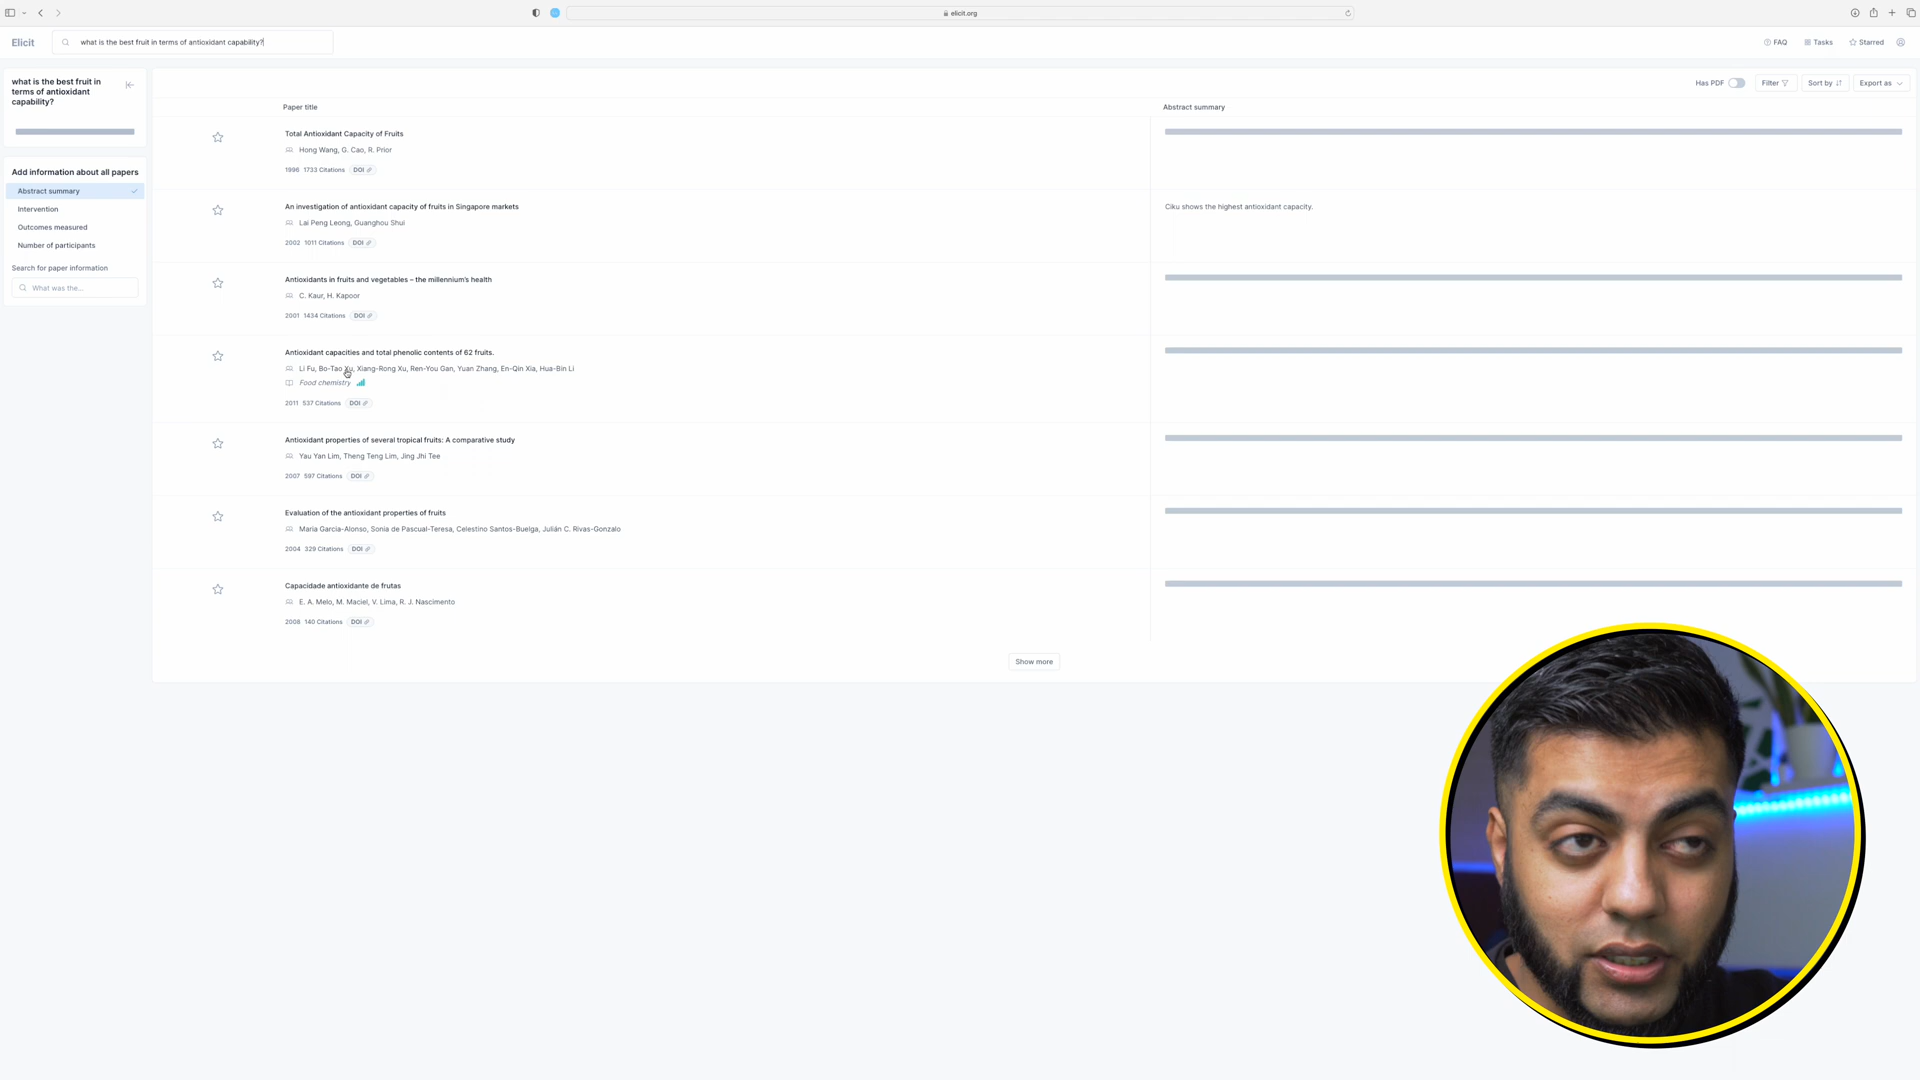 elicit.org
Elicit
what is the best fruit in terms of antioxidant capability?
FAQ
Tasks
Starred
what is the best fruit in
terms of antioxidant
capability?
Add information about all papers
Abstract summary
Intervention
Outcomes measured
Number of participants
Search for paper information
What was the...
Has PDF
Filter
Sort by
Export as
Paper title
Abstract summary
Total Antioxidant Capacity of Fruits
Hong Wang, G. Cao, R. Prior
1996 1733 Citations DOI
An investigation of antioxidant capacity of fruits in Singapore markets
Lai Peng Leong, Guanghou Shui
2002 1011 Citations DOI
Ciku shows the highest antioxidant capacity.
Antioxidants in fruits and vegetables – the millennium's health
C. Kaur, H. Kapoor
2001 1434 Citations DOI
Antioxidant capacities and total phenolic contents of 62 fruits.
Li Fu, Bo-Tao Xu, Xiang-Rong Xu, Ren-You Gan, Yuan Zhang, En-Qin Xia, Hua-Bin Li
Food chemistry
2011 537 Citations DOI
Antioxidant properties of several tropical fruits: A comparative study
Yau Yan Lim, Theng Teng Lim, Jing Jhi Tee
2007 597 Citations DOI
Evaluation of the antioxidant properties of fruits
Maria Garcia-Alonso, Sonia de Pascual-Teresa, Celestino Santos-Buelga, Julián C. Rivas-Gonzalo
2004 329 Citations DOI
Capacidade antioxidante de frutas
E. A. Melo, M. Maciel, V. Lima, R. J. Nascimento
2008 140 Citations DOI
Show more